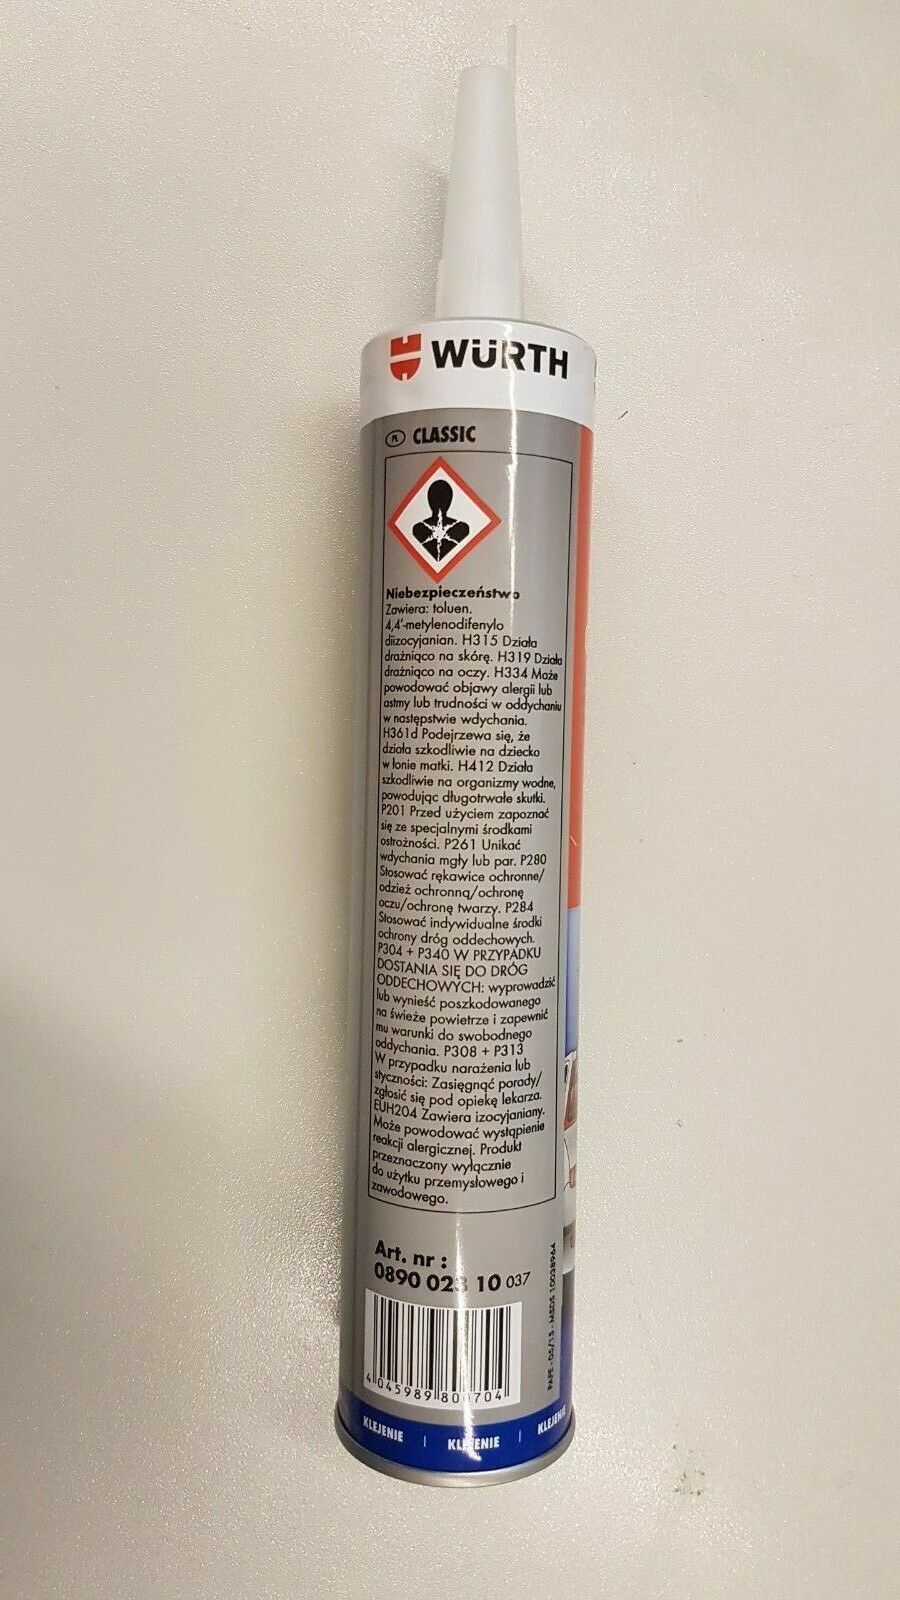 WÜRTH
PL CLASSIC
Niebezpieczeństwo
Zawiera: toluen.
4,4'-metylenodifenylo
diizocyjanian. H315 Działa
drażniąco na skórę. H319 Działa
drażniąco na oczy. H334 Może
powodować objawy alergii lub
astmy lub trudności w oddychaniu
w następstwie wdychania.
H361d Podejrzewa się, że
działa szkodliwie na dziecko
w łonie matki. H412 Działa
szkodliwie na organizmy wodne,
powodując długotrwałe skutki.
P201 Przed użyciem zapoznać
się ze specjalnymi środkami
ostrożności. P261 Unikać
wdychania mgły lub par. P280
Stosować rękawice ochronne/
odzież ochronną/ochronę
oczu/ochronę twarzy. P284
Stosować indywidualne środki
ochrony dróg oddechowych.
P304 + P340 W PRZYPADKU
DOSTANIA SIĘ DO DRÓG
ODDECHOWYCH: wyprowadzić
lub wynieść poszkodowanego
na świeże powietrze i zapewnić
mu warunki do swobodnego
oddychania. P308 + P313
W przypadku narażenia lub
styczności: Zasięgnąć porady/
zgłosić się pod opiekę lekarza.
EUH204 Zawiera izocyjaniany.
Może powodować wystąpienie
reakcji alergicznej. Produkt
przeznaczony wyłącznie
do użytku przemysłowego i
zawodowego.
Art. nr :
0890 023 10 037
PAPE - 05/15 - MSDS 10038964
4 045989 800704
KLEJENIE | KLEJENIE | KLEJENIE